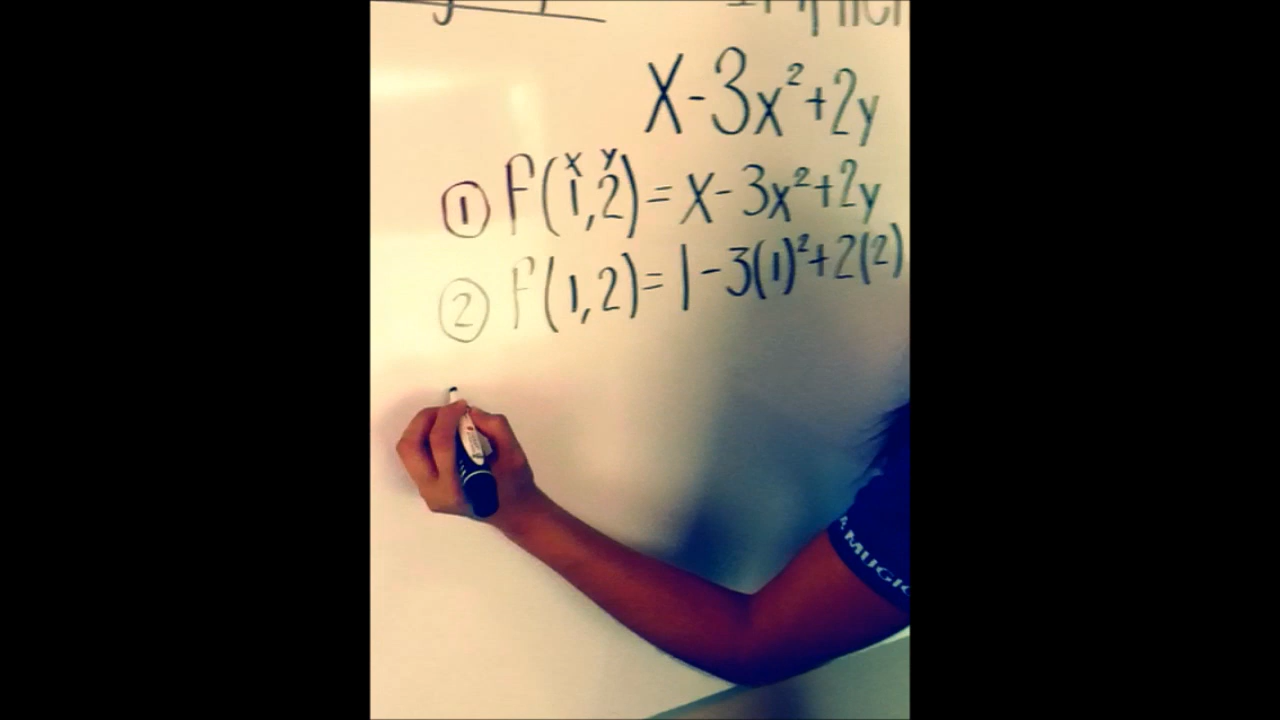 x-3x²+2y
x y
① f(1,2)=x-3x²+2y
② f(1,2)=1-3(1)²+2(2)